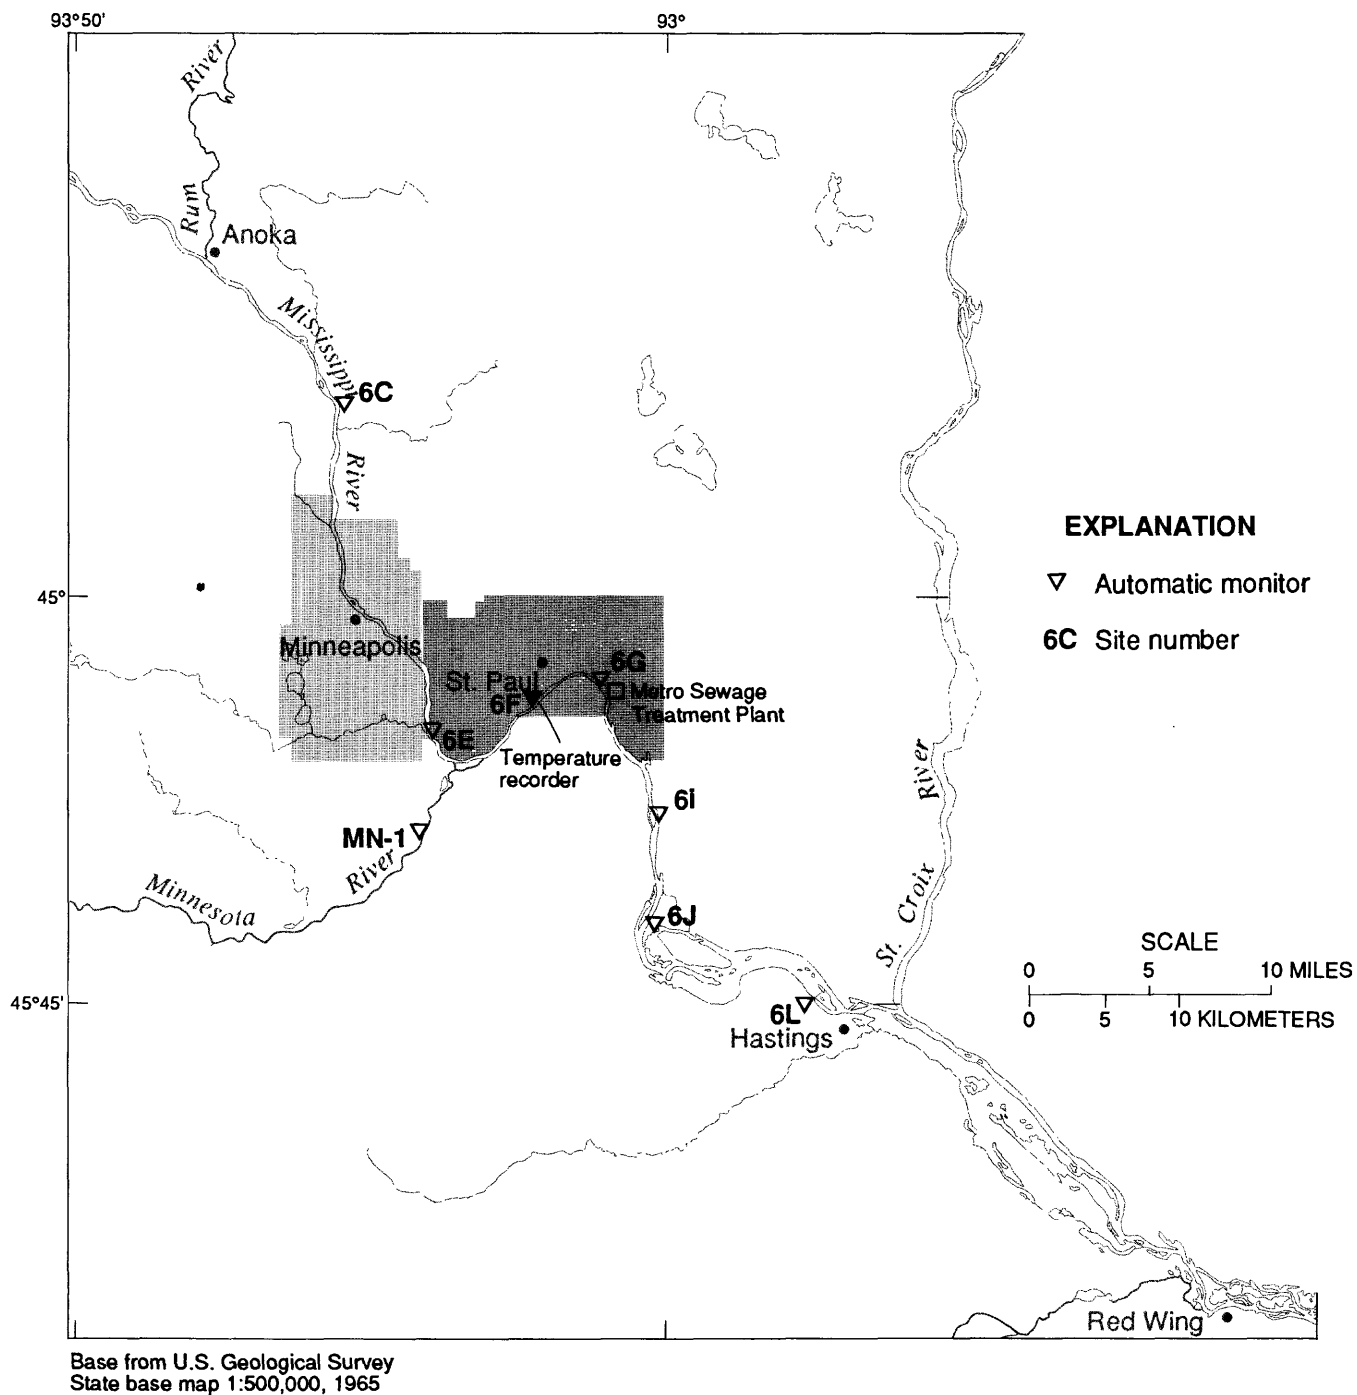 93°50'
93°
River
Rum
Anoka
Mississippi
6C
River
EXPLANATION
Automatic monitor
6C Site number
45°
Minneapolis
St. Paul
6G
6F
Metro Sewage
Treatment Plant
6E
Temperature
recorder
6i
MN-1
River
Minnesota
River
St. Croix
6J
SCALE
0 5 10 MILES
0 5 10 KILOMETERS
45°45'
6L
Hastings
Red Wing
Base from U.S. Geological Survey
State base map 1:500,000, 1965